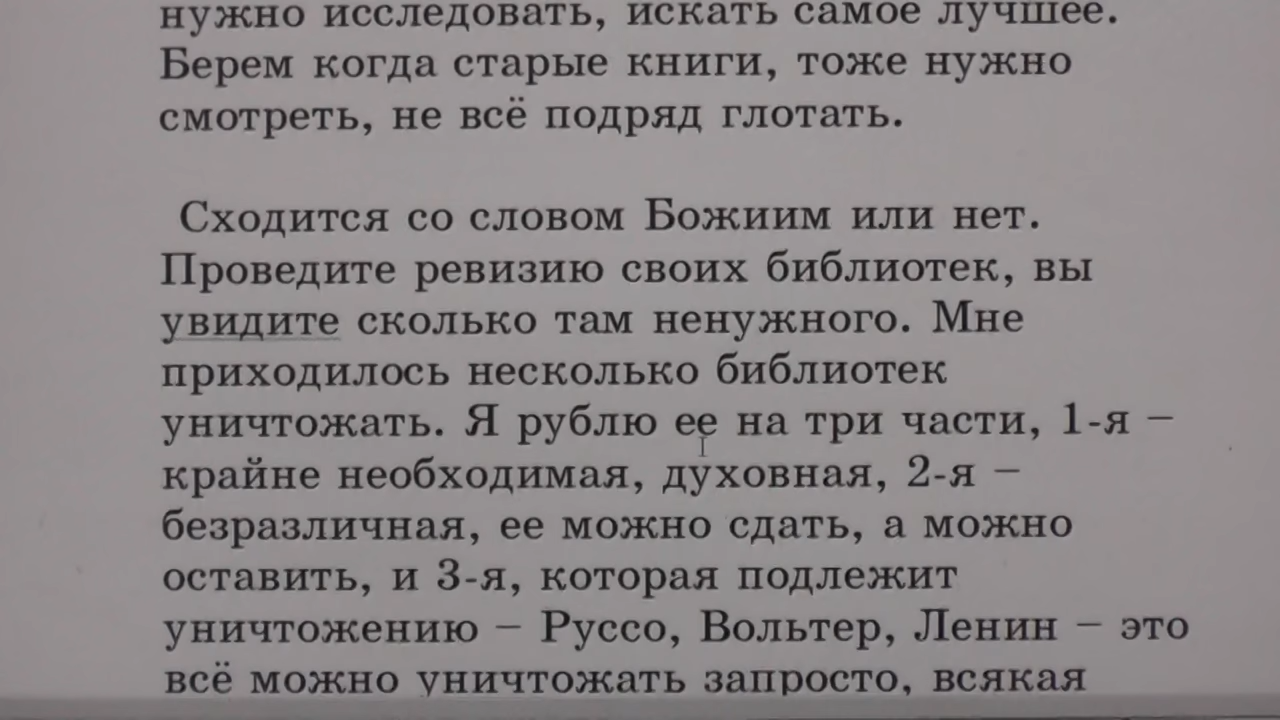 нужно исследовать, искать самое лучшее.
Берем когда старые книги, тоже нужно
смотреть, не всё подряд глотать.
Сходится со словом Божиим или нет.
Проведите ревизию своих библиотек, вы
увидите сколько там ненужного. Мне
приходилось несколько библиотек
уничтожать. Я рублю ее на три части, 1-я –
крайне необходимая, духовная, 2-я –
безразличная, ее можно сдать, а можно
оставить, и 3-я, которая подлежит
уничтожению – Руссо, Вольтер, Ленин – это
всё можно уничтожать запросто, всякая